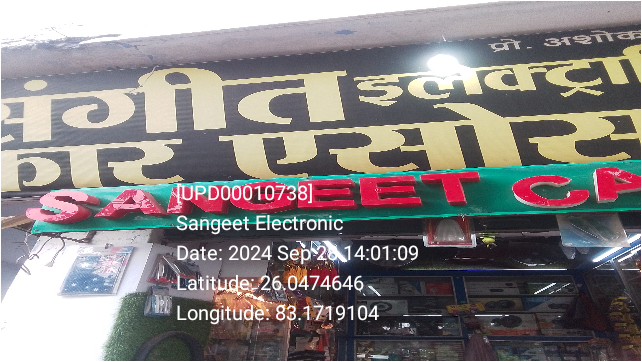 प्रो. अशोक
संगीत इलेक्ट्रा
कार एसोस
SANGEET CA
[UPD00010738]
Sangeet Electronic
Date: 2024 Sep 28 14:01:09
Latitude: 26.0474646
Longitude: 83.1719104